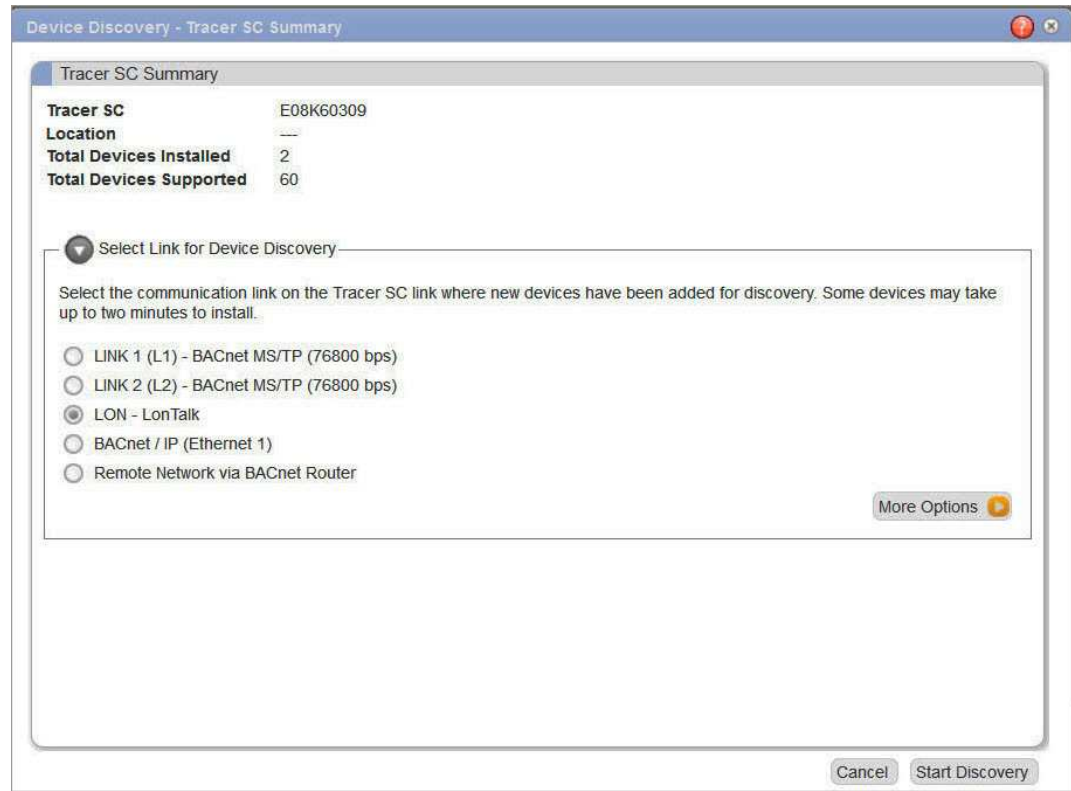 Device Discovery - Tracer SC Summary
Tracer SC Summary
Tracer SC E08K60309
Location ---
Total Devices Installed 2
Total Devices Supported 60
Select Link for Device Discovery
Select the communication link on the Tracer SC link where new devices have been added for discovery. Some devices may take
up to two minutes to install.
LINK 1 (L1) - BACnet MS/TP (76800 bps)
LINK 2 (L2) - BACnet MS/TP (76800 bps)
LON - LonTalk
BACnet / IP (Ethernet 1)
Remote Network via BACnet Router
More Options
Cancel Start Discovery